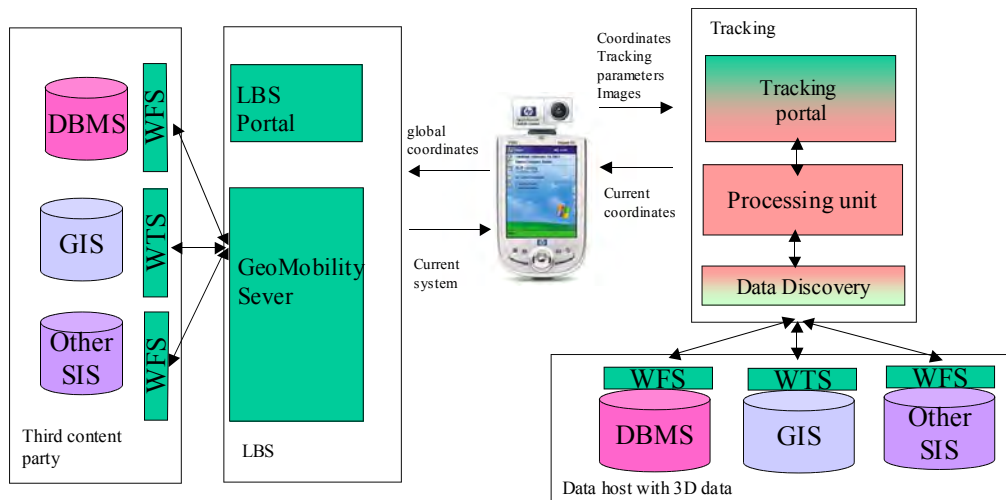 DBMS
WFS
GIS
WTS
Other
SIS
WFS
Third content
party
LBS
Portal
GeoMobility
Sever
LBS
global
coordinates
Current
system
Coordinates
Tracking
parameters
Images
Current
coordinates
Tracking
Tracking
portal
Processing unit
Data Discovery
WFS
WTS
WFS
DBMS
GIS
Other
SIS
Data host with 3D data